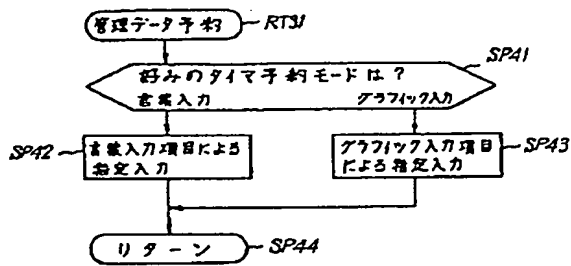 管理データ予約
RT31
SP41
好みのタイマ予約モードは?
言語入力
グラフィック入力
SP42
言語入力項目による
指定入力
グラフィック入力項目
による指定入力
SP43
リターン
SP44